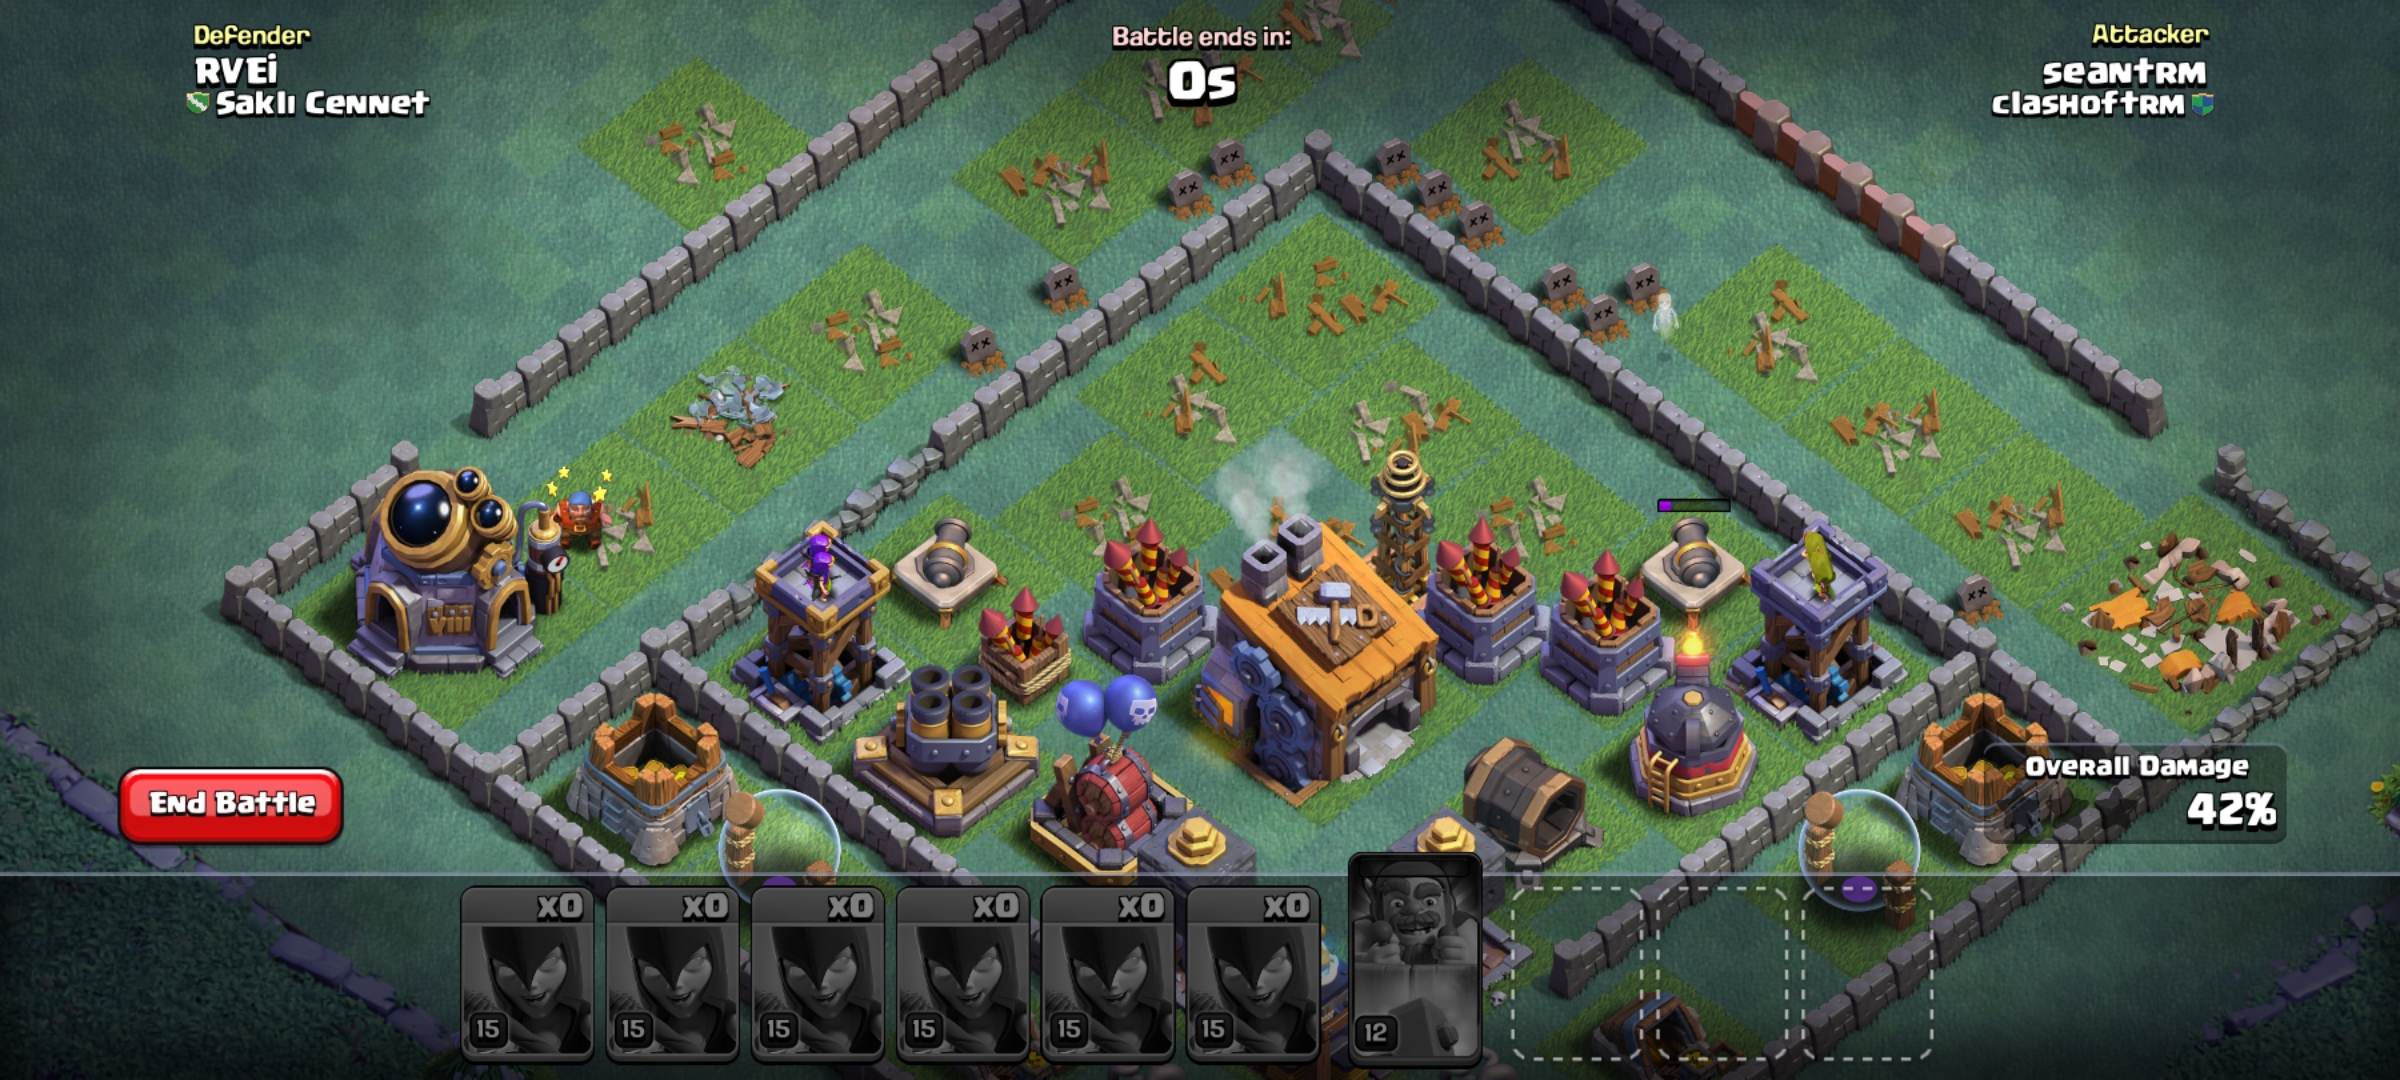 Defender
RVEi
Saklı Cennet
Battle ends in:
0s
Attacker
seantRM
clashoftRM
VIII
End Battle
Overall Damage
42%
x0
x0
x0
x0
x0
x0
15
15
15
15
15
15
12